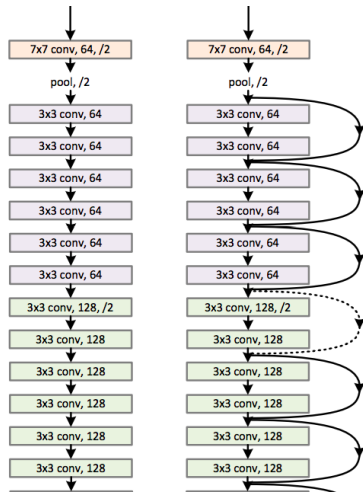 7x7 conv, 64, /2
pool, /2
3x3 conv, 64
3x3 conv, 64
3x3 conv, 64
3x3 conv, 64
3x3 conv, 64
3x3 conv, 64
3x3 conv, 128, /2
3x3 conv, 128
3x3 conv, 128
3x3 conv, 128
3x3 conv, 128
3x3 conv, 128
7x7 conv, 64, /2
pool, /2
3x3 conv, 64
3x3 conv, 64
3x3 conv, 64
3x3 conv, 64
3x3 conv, 64
3x3 conv, 64
3x3 conv, 128, /2
3x3 conv, 128
3x3 conv, 128
3x3 conv, 128
3x3 conv, 128
3x3 conv, 128